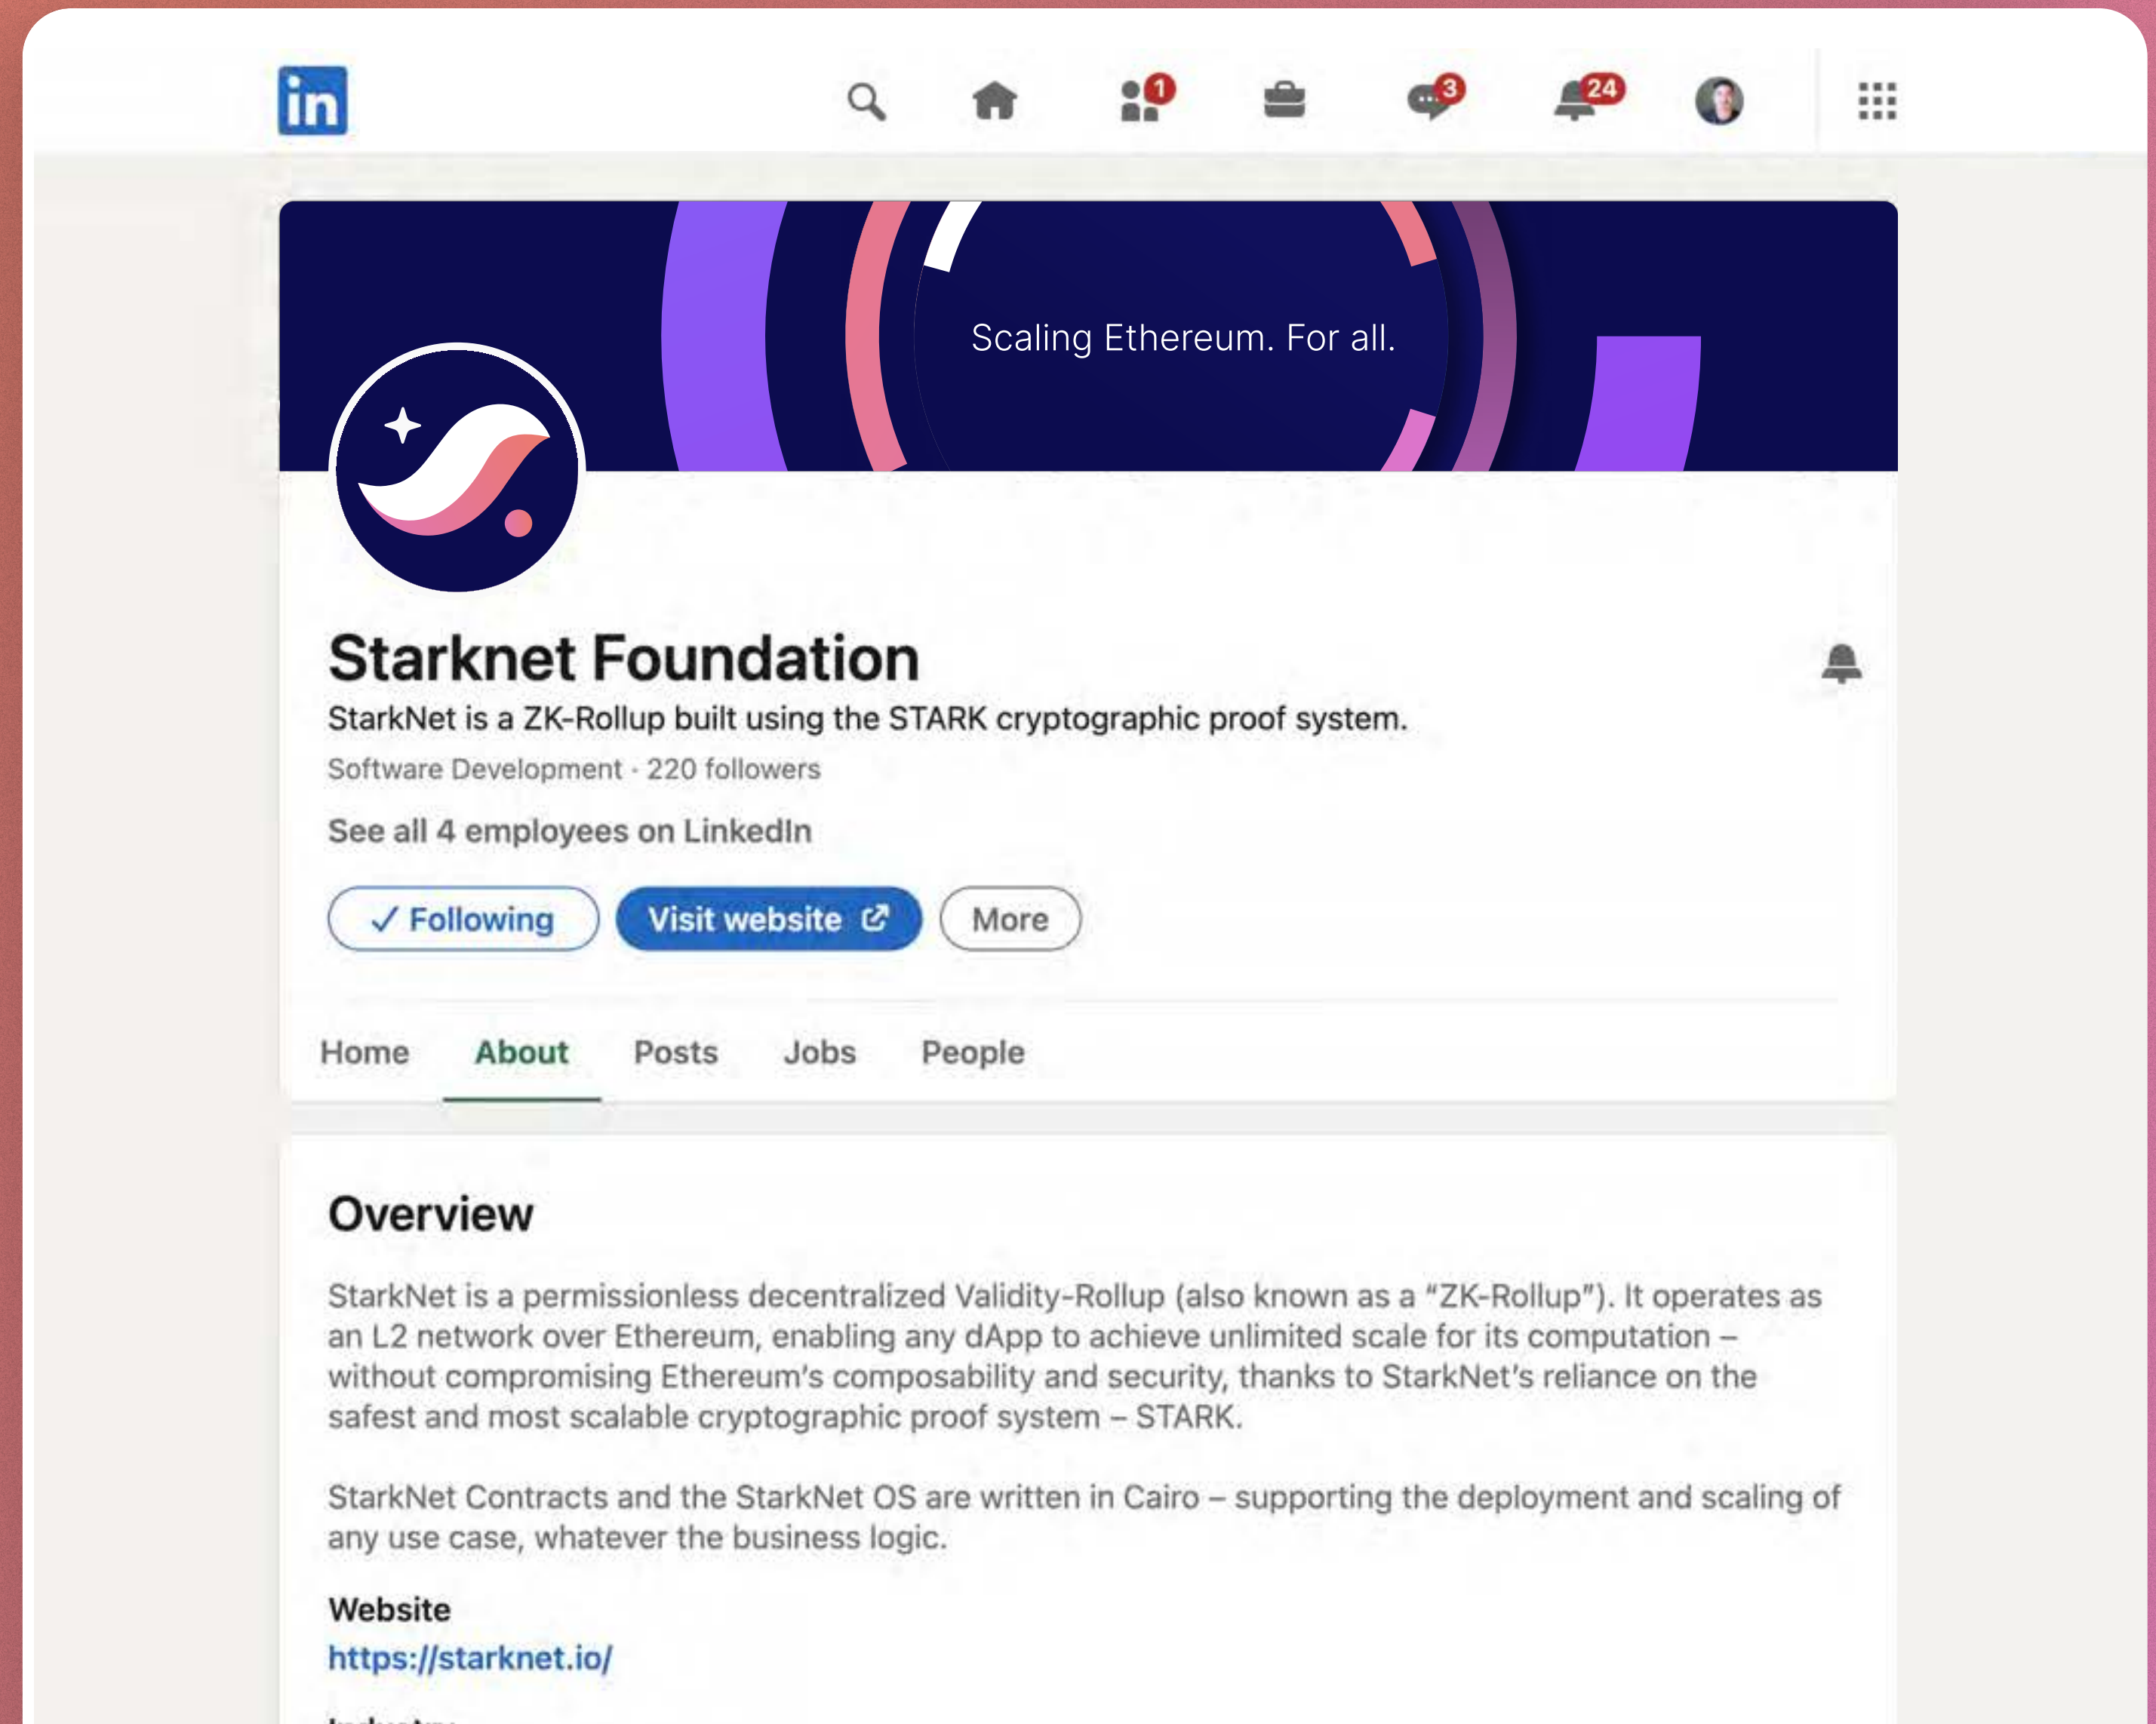 in
1
3
24
Scaling Ethereum. For all.
Starknet Foundation
StarkNet is a ZK-Rollup built using the STARK cryptographic proof system.
Software Development · 220 followers
See all 4 employees on LinkedIn
✓ Following Visit website More
Home About Posts Jobs People
Overview
StarkNet is a permissionless decentralized Validity-Rollup (also known as a “ZK-Rollup”). It operates as
an L2 network over Ethereum, enabling any dApp to achieve unlimited scale for its computation –
without compromising Ethereum’s composability and security, thanks to StarkNet’s reliance on the
safest and most scalable cryptographic proof system – STARK.
StarkNet Contracts and the StarkNet OS are written in Cairo – supporting the deployment and scaling of
any use case, whatever the business logic.
Website
https://starknet.io/